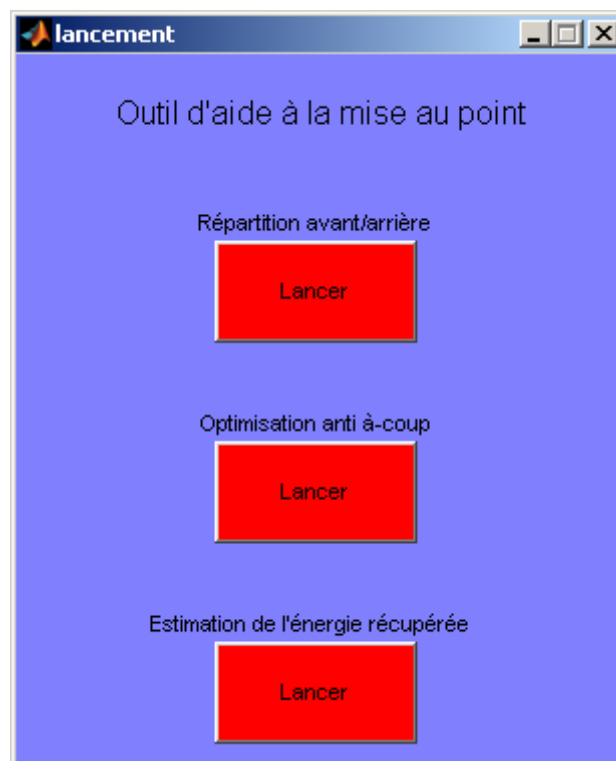 lancement
Outil d'aide à la mise au point
Répartition avant/arrière
Lancer
Optimisation anti à-coup
Lancer
Estimation de l'énergie récupérée
Lancer